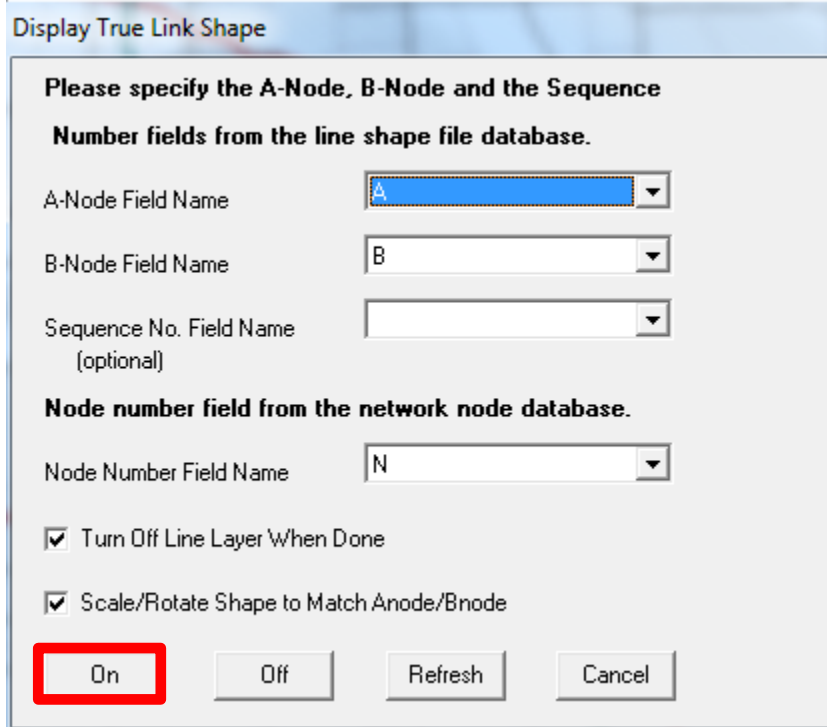 Display True Link Shape
Please specify the A-Node, B-Node and the Sequence
Number fields from the line shape file database.
A-Node Field Name
A
B-Node Field Name
B
Sequence No. Field Name
(optional)
Node number field from the network node database.
Node Number Field Name
N
Turn Off Line Layer When Done
Scale/Rotate Shape to Match Anode/Bnode
On Off Refresh Cancel